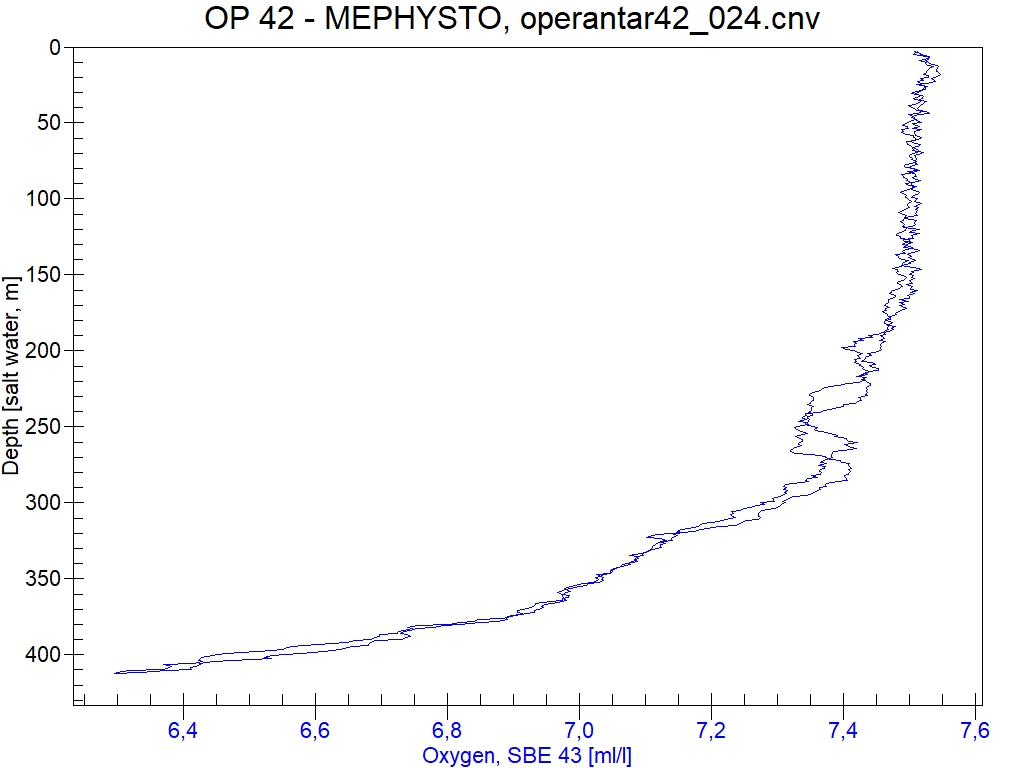 OP 42 - MEPHYSTO, operantar42_024.cnv
0
50
100
150
200
250
300
350
400
Depth [salt water, m]
6,4 6,6 6,8 7,0 7,2 7,4 7,6
Oxygen, SBE 43 [ml/l]